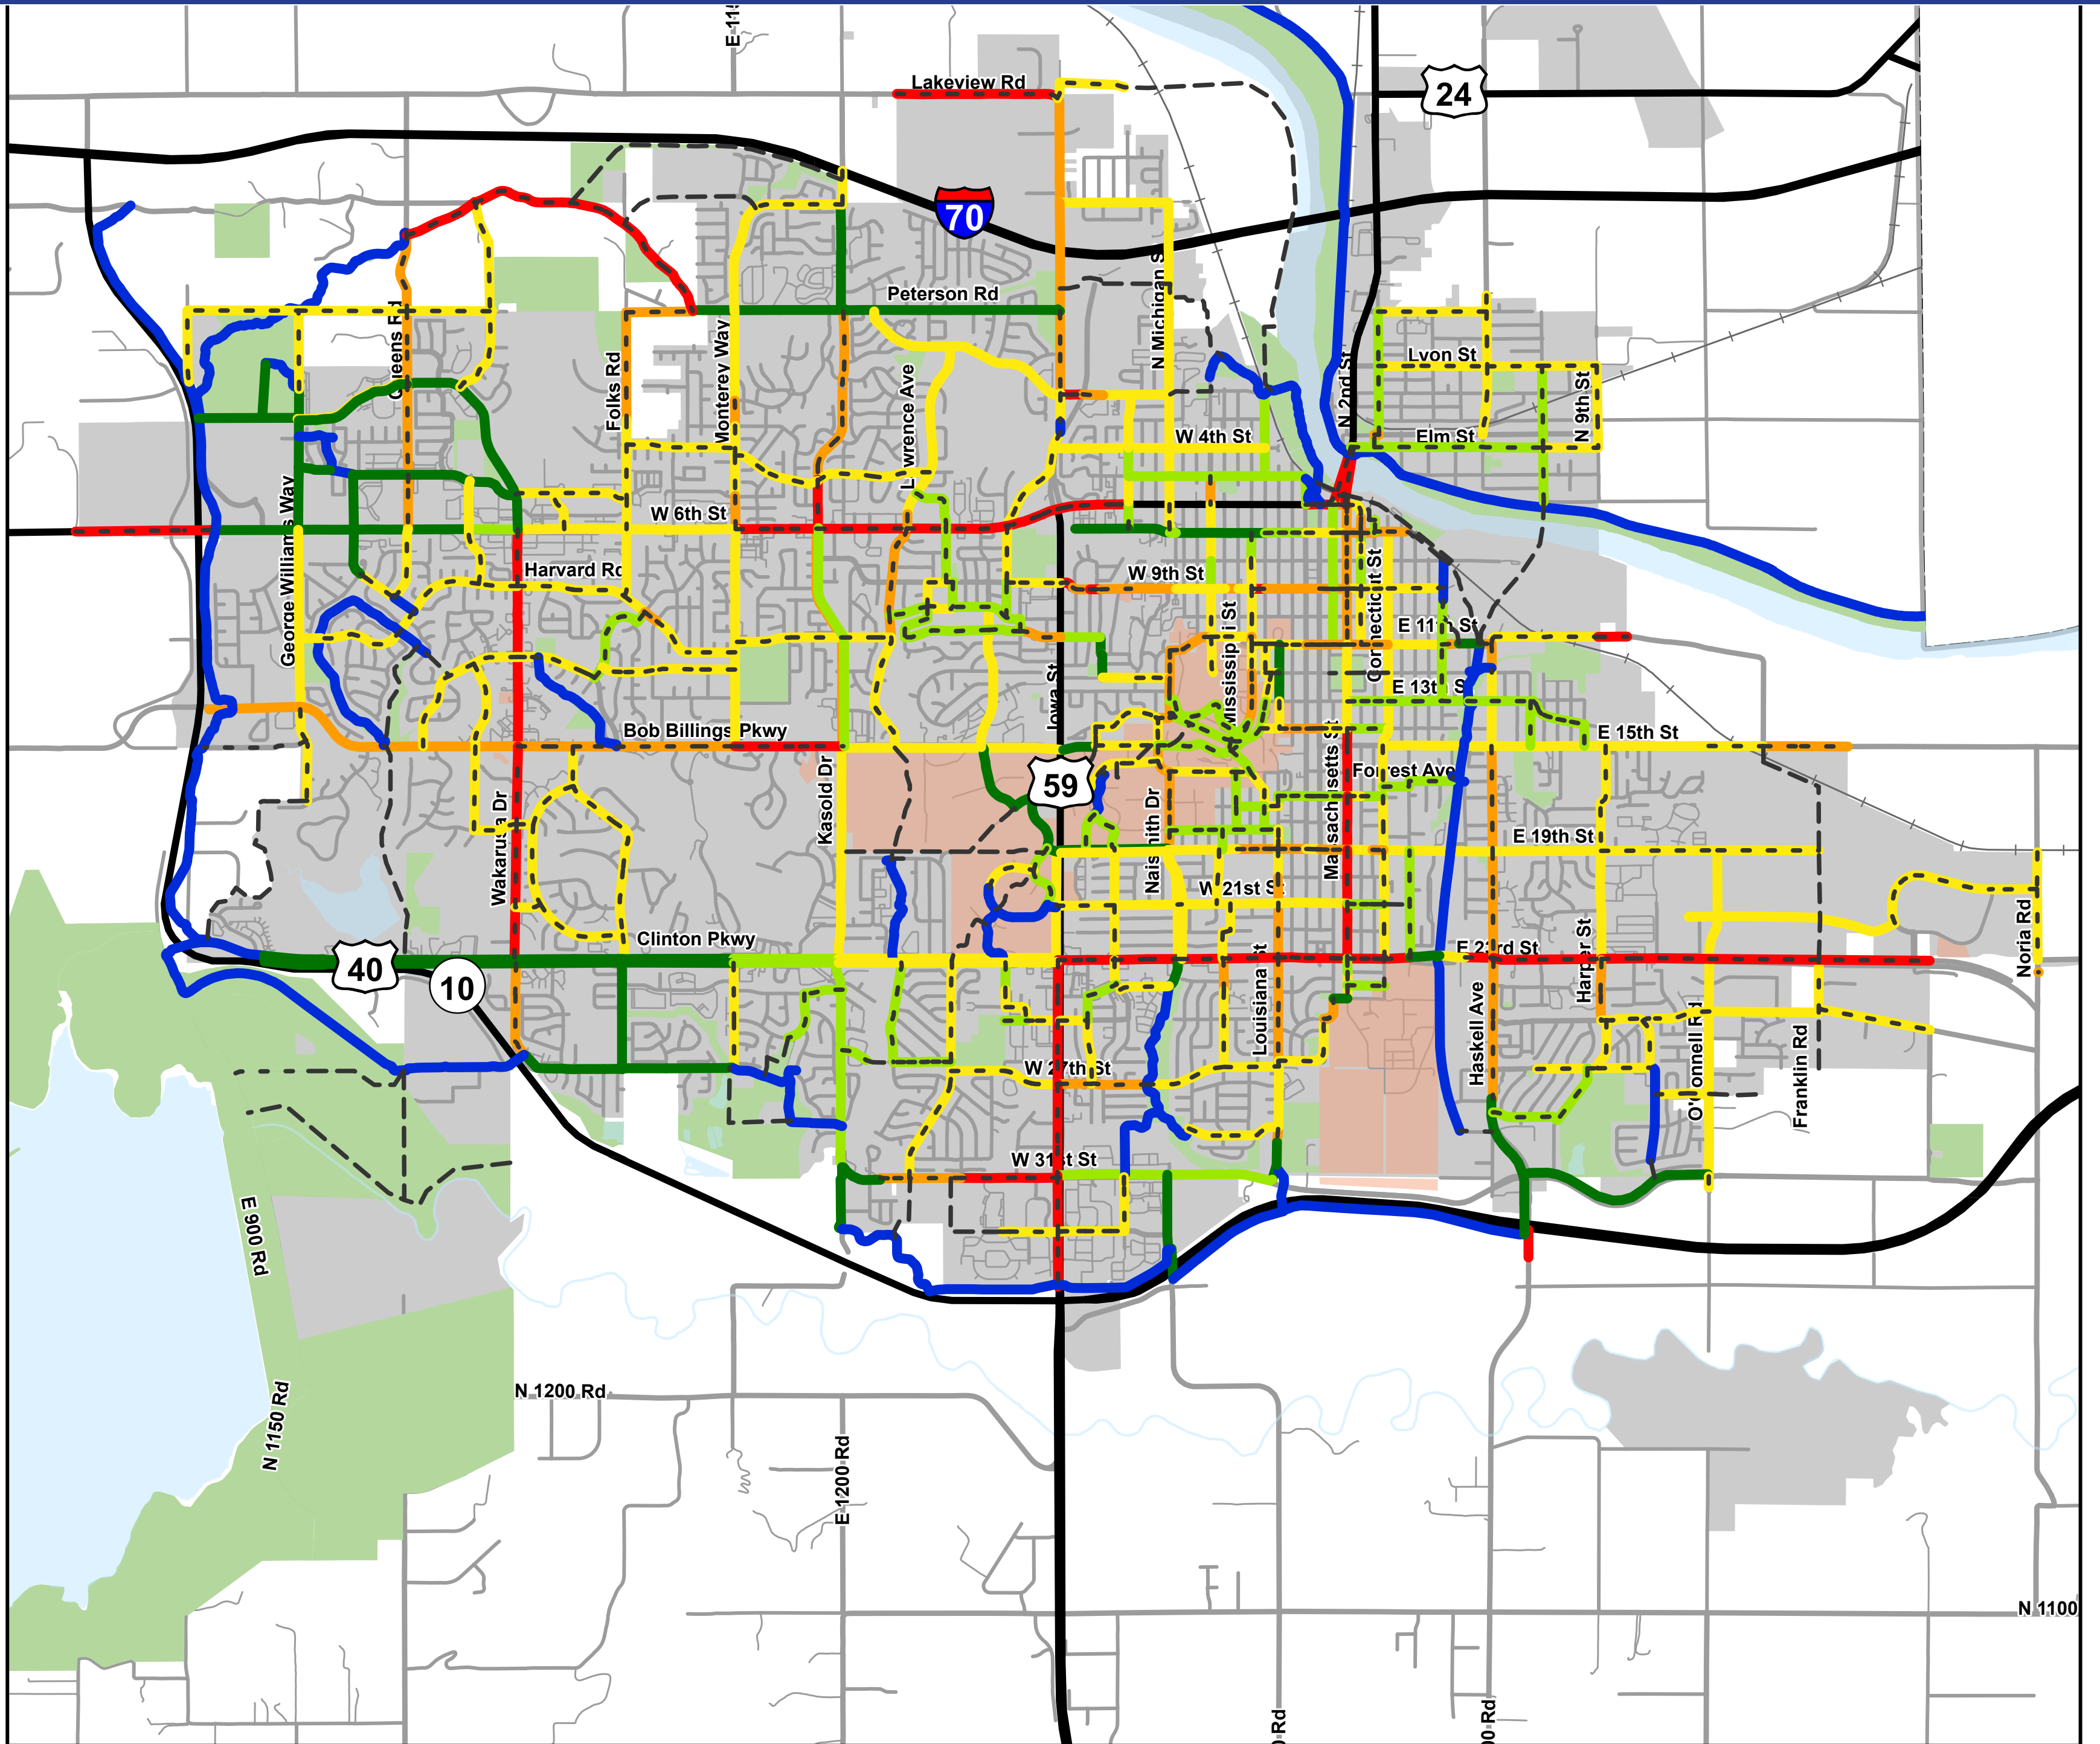 Lakeview Rd
24
70
Peterson Rd
N Michigan S
Queens Rd
Folks Rd
Monterey Way
Lawrence Ave
N 2nd St
Lyon St
N 9th St
W 4th St
Elm St
George Williams Way
W 6th St
Harvard Rd
W 9th St
Connecticut St
E 11th St
Mississippi St
Iowa St
E 13th S
Bob Billings Pkwy
Massachusetts St
E 15th St
Kasold Dr
59
Forrest Ave
Wakarusa Dr
Naismith Dr
E 19th St
W 21st St
Clinton Pkwy
E 23rd St
Harper St
Noria Rd
40
10
Louisiana St
Haskell Ave
O'Connell Rd
Franklin Rd
W 27th St
W 31st St
E 900 Rd
N 1150 Rd
N 1200 Rd
E 1200 Rd
N 1100